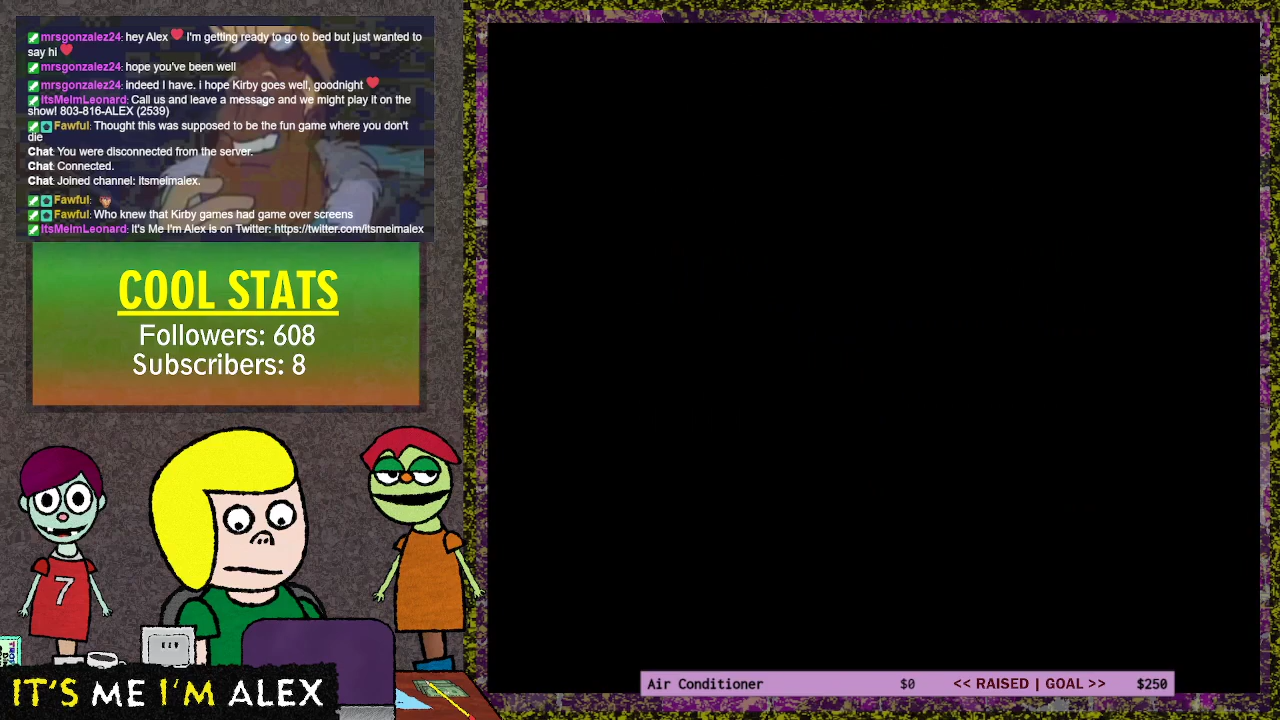 mrsgonzalez24: hey Alex I'm getting ready to go to bed but just wanted to
say hi
mrsgonzalez24: hope you've been well
mrsgonzalez24: indeed I have. i hope Kirby goes well, goodnight
ItsMeImLeonard: Call us and leave a message and we might play it on the
show! 803-816-ALEX (2539)
Fawful: Thought this was supposed to be the fun game where you don't
die
Chat: You were disconnected from the server.
Chat: Connected.
Chat: Joined channel: itsmeimalex.
Fawful:
Fawful: Who knew that Kirby games had game over screens
ItsMeImLeonard: It's Me I'm Alex is on Twitter: https://twitter.com/itsmeimalex
COOL STATS
Followers: 608
Subscribers: 8
7
IT'S ME I'M ALEX
Air Conditioner $0 << RAISED | GOAL >> $250